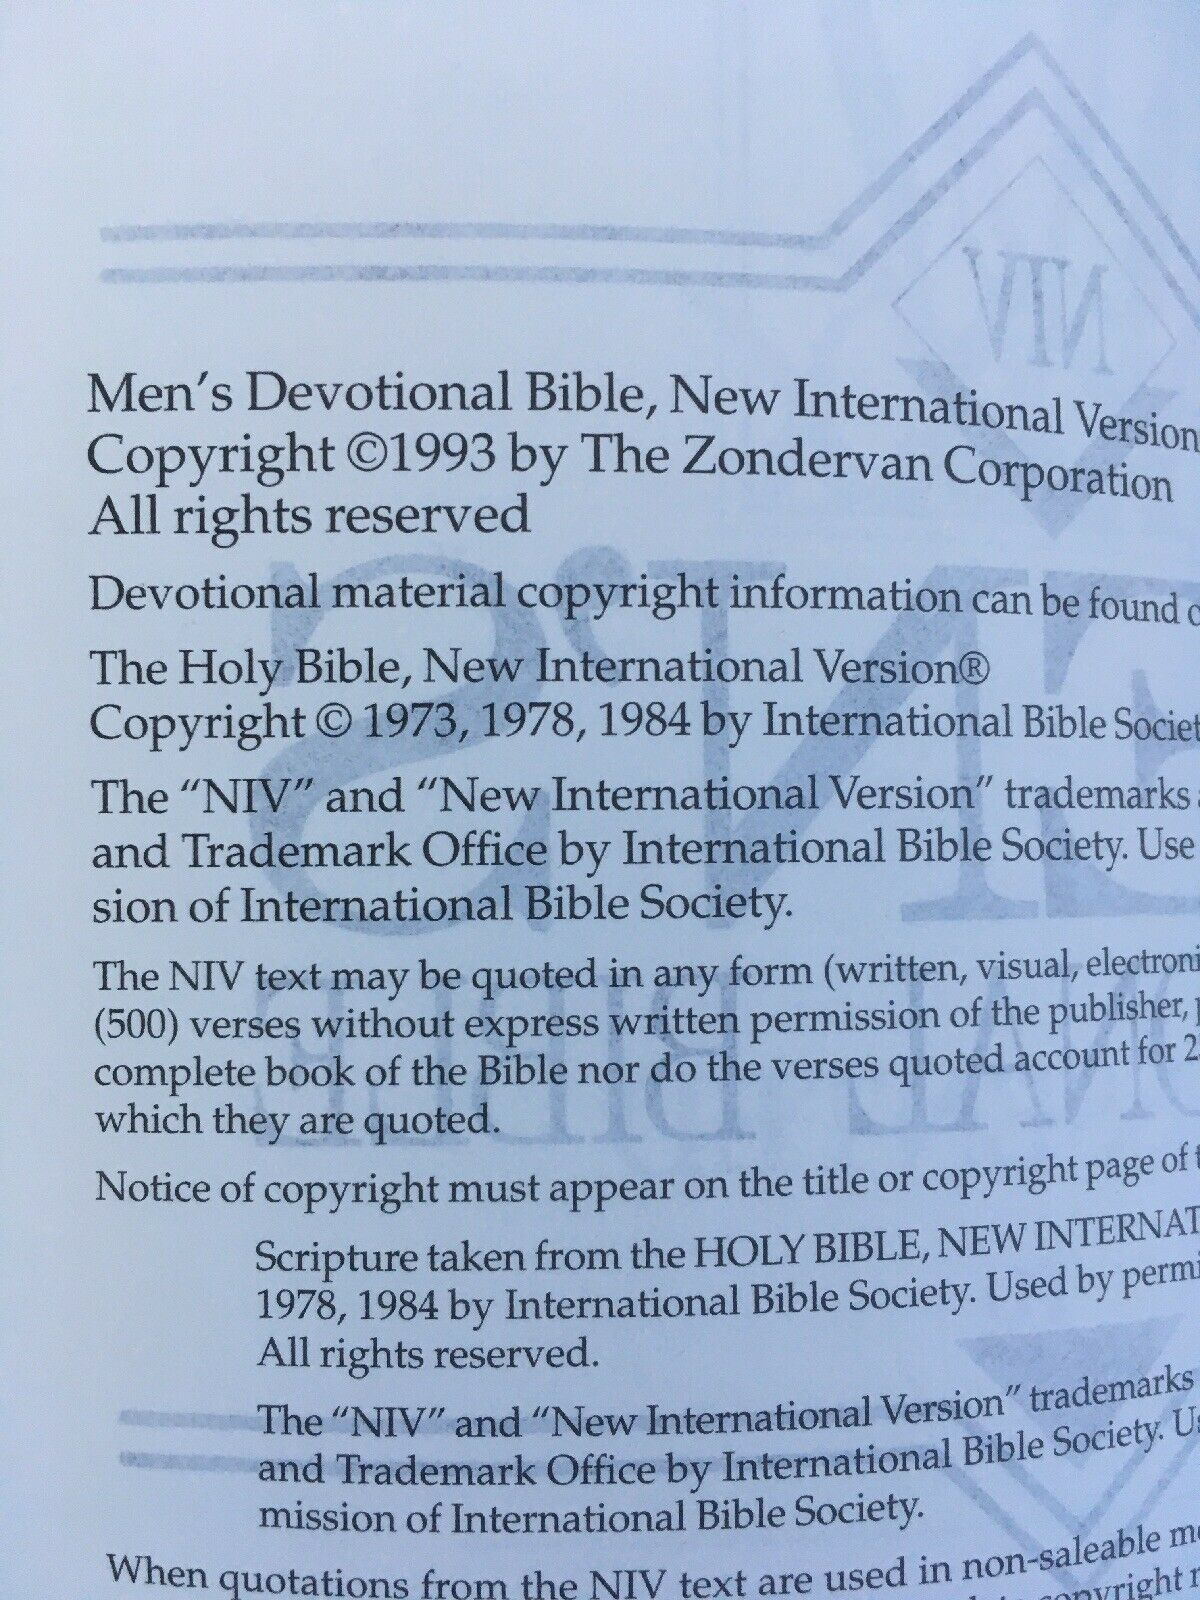 Men's Devotional Bible, New International Version
Copyright ©1993 by The Zondervan Corporation
All rights reserved
Devotional material copyright information can be found
The Holy Bible, New International Version®
Copyright © 1973, 1978, 1984 by International Bible Societ
The "NIV" and "New International Version" trademarks
and Trademark Office by International Bible Society. Use
sion of International Bible Society.
The NIV text may be quoted in any form (written, visual, electroni
(500) verses without express written permission of the publisher,
complete book of the Bible nor do the verses quoted account for 2
which they are quoted.
Notice of copyright must appear on the title or copyright page of
Scripture taken from the HOLY BIBLE, NEW INTERNAT
1978, 1984 by International Bible Society. Used by permi
All rights reserved.
The "NIV" and "New International Version" trademarks
and Trademark Office by International Bible Society. Us
mission of International Bible Society.
When quotations from the NIV text are used in non-saleable me
copyright
NIV
EN'S
ONAL BIBLE